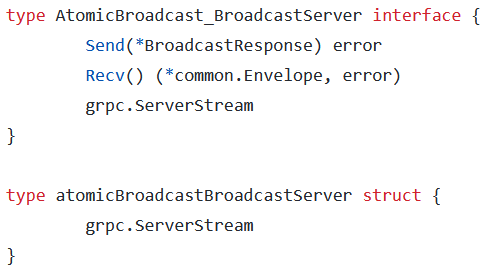 type AtomicBroadcast_BroadcastServer interface {
        Send(*BroadcastResponse) error
        Recv() (*common.Envelope, error)
        grpc.ServerStream
}

type atomicBroadcastBroadcastServer struct {
        grpc.ServerStream
}